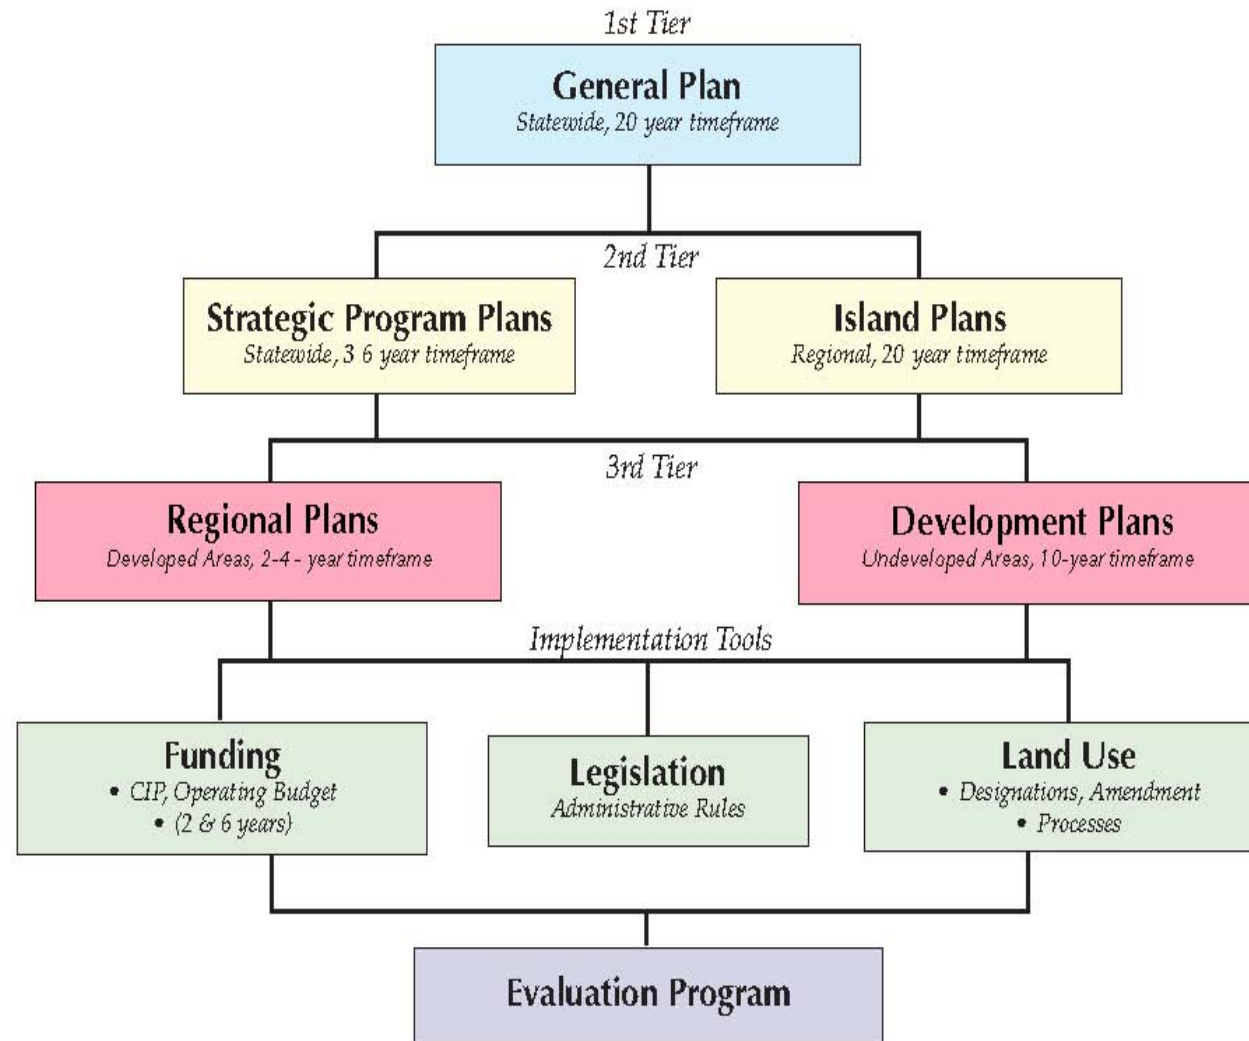 1st Tier
General Plan
Statewide, 20 year timeframe
2nd Tier
Strategic Program Plans
Statewide, 3 6 year timeframe
Island Plans
Regional, 20 year timeframe
3rd Tier
Regional Plans
Developed Areas, 2-4 - year timeframe
Development Plans
Undeveloped Areas, 10-year timeframe
Implementation Tools
Funding
• CIP, Operating Budget
• (2 & 6 years)
Legislation
Administrative Rules
Land Use
• Designations, Amendment
• Processes
Evaluation Program